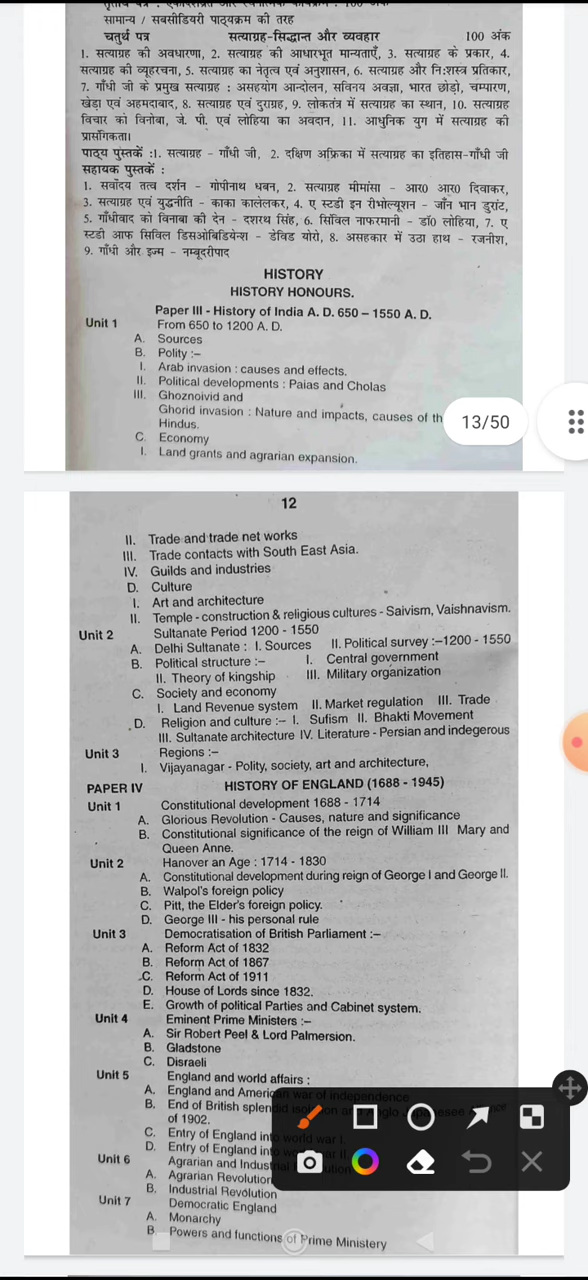 सामान्य / सबसीडियरी पाठ्यक्रम की तरह
चतुर्थ पत्र सत्याग्रह-सिद्धान्त और व्यवहार 100 अंक
1. सत्याग्रह की अवधारणा, 2. सत्याग्रह की आधारभूत मान्यताएँ, 3. सत्याग्रह के प्रकार, 4.
सत्याग्रह की व्यूहरचना, 5. सत्याग्रह का नेतृत्व एवं अनुशासन, 6. सत्याग्रह और निःशस्त्र प्रतिकार,
7. गाँधी जी के प्रमुख सत्याग्रह : असहयोग आन्दोलन, सविनय अवज्ञा, भारत छोड़ो, चम्पारण,
खेड़ा एवं अहमदाबाद, 8. सत्याग्रह एवं दुराग्रह, 9. लोकतंत्र में सत्याग्रह का स्थान, 10. सत्याग्रह
विचार को विनोबा, जे. पी. एवं लोहिया का अवदान, 11. आधुनिक युग में सत्याग्रह की
प्रासंगिकता।
पाठ्य पुस्तकें :1. सत्याग्रह - गाँधी जी, 2. दक्षिण अफ्रिका में सत्याग्रह का इतिहास-गाँधी जी
सहायक पुस्तकें :
1. सर्वोदय तत्व दर्शन - गोपीनाथ धबन, 2. सत्याग्रह मीमांसा - आर0 आर0 दिवाकर,
3. सत्याग्रह एवं युद्धनीति - काका कालेलकर, 4. ए स्टडी इन रीभोल्यूशन - जॉन भान डुरांट,
5. गाँधीवाद को विनाबा की देन - दशरथ सिंह, 6. सिविल नाफरमानी - डॉ0 लोहिया, 7. ए
स्टडी आफ सिविल डिसओबिडियेन्श - डेविड थोरो, 8. असहकार में उठा हाथ - रजनीश,
9. गाँधी और इज्म - नम्बूदरीपाद
HISTORY
HISTORY HONOURS.
Paper III - History of India A. D. 650 – 1550 A. D.
Unit 1 From 650 to 1200 A. D.
A. Sources
B. Polity :–
I. Arab invasion : causes and effects.
II. Political developments : Paias and Cholas
III. Ghoznoivid and
Ghorid invasion : Nature and impacts, causes of th
Hindus.
13/50
C. Economy
I. Land grants and agrarian expansion.
12
II. Trade and trade net works
III. Trade contacts with South East Asia.
IV. Guilds and industries
D. Culture
I. Art and architecture
II. Temple - construction & religious cultures - Saivism, Vaishnavism.
Unit 2 Sultanate Period 1200 - 1550
A. Delhi Sultanate : I. Sources II. Political survey :–1200 - 1550
B. Political structure :– I. Central government
II. Theory of kingship III. Military organization
C. Society and economy
I. Land Revenue system II. Market regulation III. Trade
D. Religion and culture :– I. Sufism II. Bhakti Movement
III. Sultanate architecture IV. Literature - Persian and indegerous
Unit 3 Regions :–
I. Vijayanagar - Polity, society, art and architecture,
PAPER IV HISTORY OF ENGLAND (1688 - 1945)
Unit 1 Constitutional development 1688 - 1714
A. Glorious Revolution - Causes, nature and significance
B. Constitutional significance of the reign of William III Mary and
Queen Anne.
Unit 2 Hanover an Age : 1714 - 1830
A. Constitutional development during reign of George I and George II.
B. Walpol's foreign policy
C. Pitt, the Elder's foreign policy.
D. George III - his personal rule
Unit 3 Democratisation of British Parliament :–
A. Reform Act of 1832
B. Reform Act of 1867
C. Reform Act of 1911
D. House of Lords since 1832.
E. Growth of political Parties and Cabinet system.
Unit 4 Eminent Prime Ministers :–
A. Sir Robert Peel & Lord Palmersion.
B. Gladstone
C. Disraeli
Unit 5 England and world affairs :
A. England and American war of independence
B. End of British splendid
of 1902.
C. Entry of England into world war I.
D. Entry of England into
Unit 6 Agrarian and Industrial
A. Agrarian Revolution
B. Industrial Revolution
Unit 7 Democratic England
A. Monarchy
B. Powers and functions of Prime Ministery